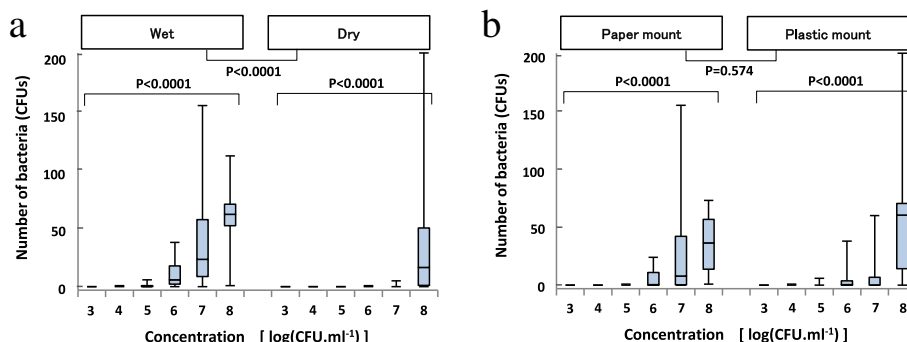 a
Wet
Dry
P<0.0001
P<0.0001
P<0.0001
Number of bacteria (CFUs)
200
150
100
50
0
3 4 5 6 7 8 3 4 5 6 7 8
Concentration [ log(CFU.ml-1) ]
b
Paper mount
Plastic mount
P=0.574
P<0.0001
P<0.0001
Number of bacteria (CFUs)
200
150
100
50
0
3 4 5 6 7 8 3 4 5 6 7 8
Concentration [ log(CFU.ml-1) ]